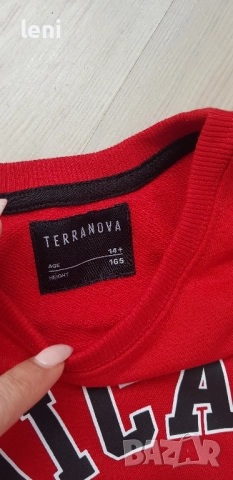 leni
TERRANOVA
AGE 14+
HEIGHT 165
ICA
BAZAR